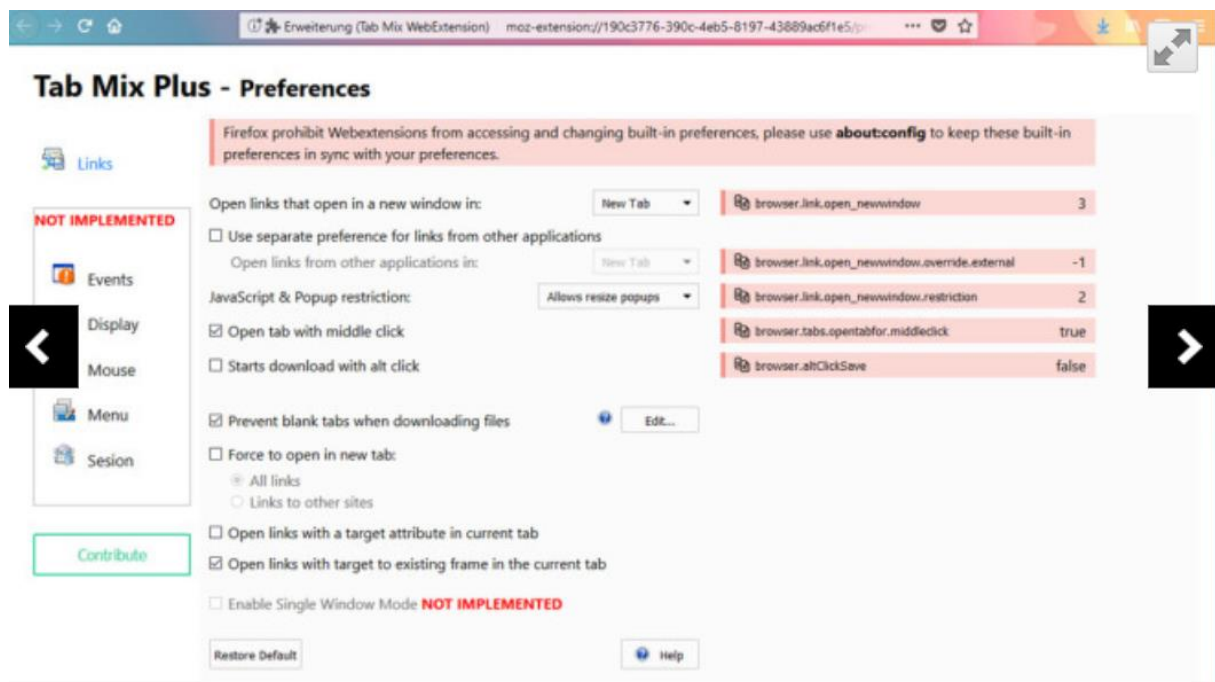 Erweiterung (Tab Mix WebExtension) moz-extension://190c3776-390c-4eb5-8197-43889ac6f1e5/p
Tab Mix Plus - Preferences
Firefox prohibit Webextensions from accessing and changing built-in preferences, please use about:config to keep these built-in
preferences in sync with your preferences.
Links
NOT IMPLEMENTED
Events
Display
Mouse
Menu
Sesion
Contribute
Open links that open in a new window in: New Tab browser.link.open_newwindow 3
Use separate preference for links from other applications
Open links from other applications in: New Tab browser.link.open_newwindow.override.external -1
JavaScript & Popup restriction: Allows resize popups browser.link.open_newwindow.restriction 2
Open tab with middle click browser.tabs.opentabfor.middleclick true
Starts download with alt click browser.altClickSave false
Prevent blank tabs when downloading files Edit...
Force to open in new tab:
All links
Links to other sites
Open links with a target attribute in current tab
Open links with target to existing frame in the current tab
Enable Single Window Mode NOT IMPLEMENTED
Restore Default Help